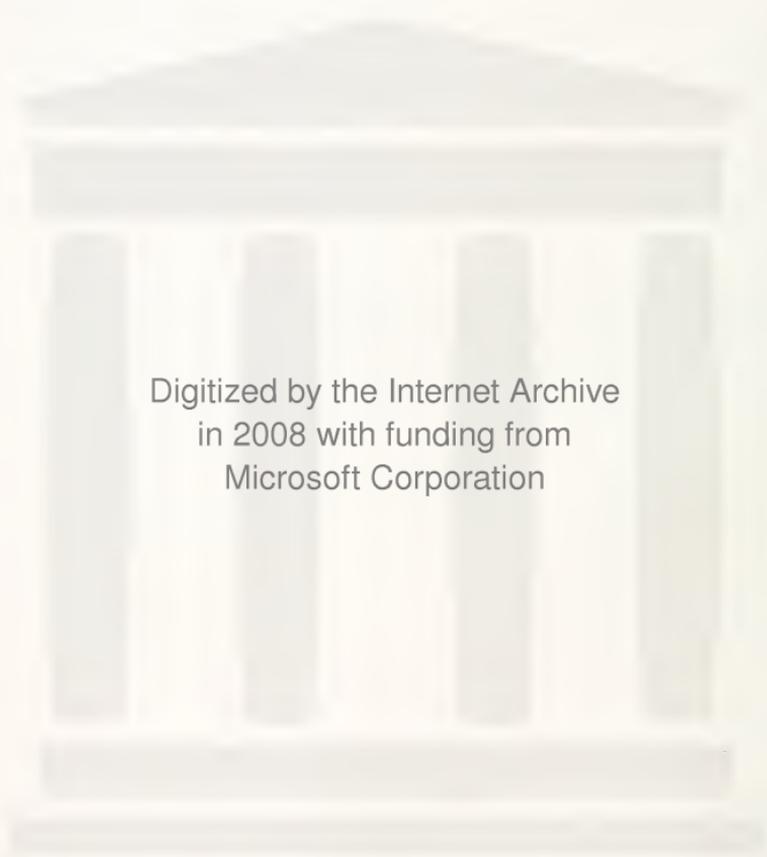 Digitized by the Internet Archive
in 2008 with funding from
Microsoft Corporation